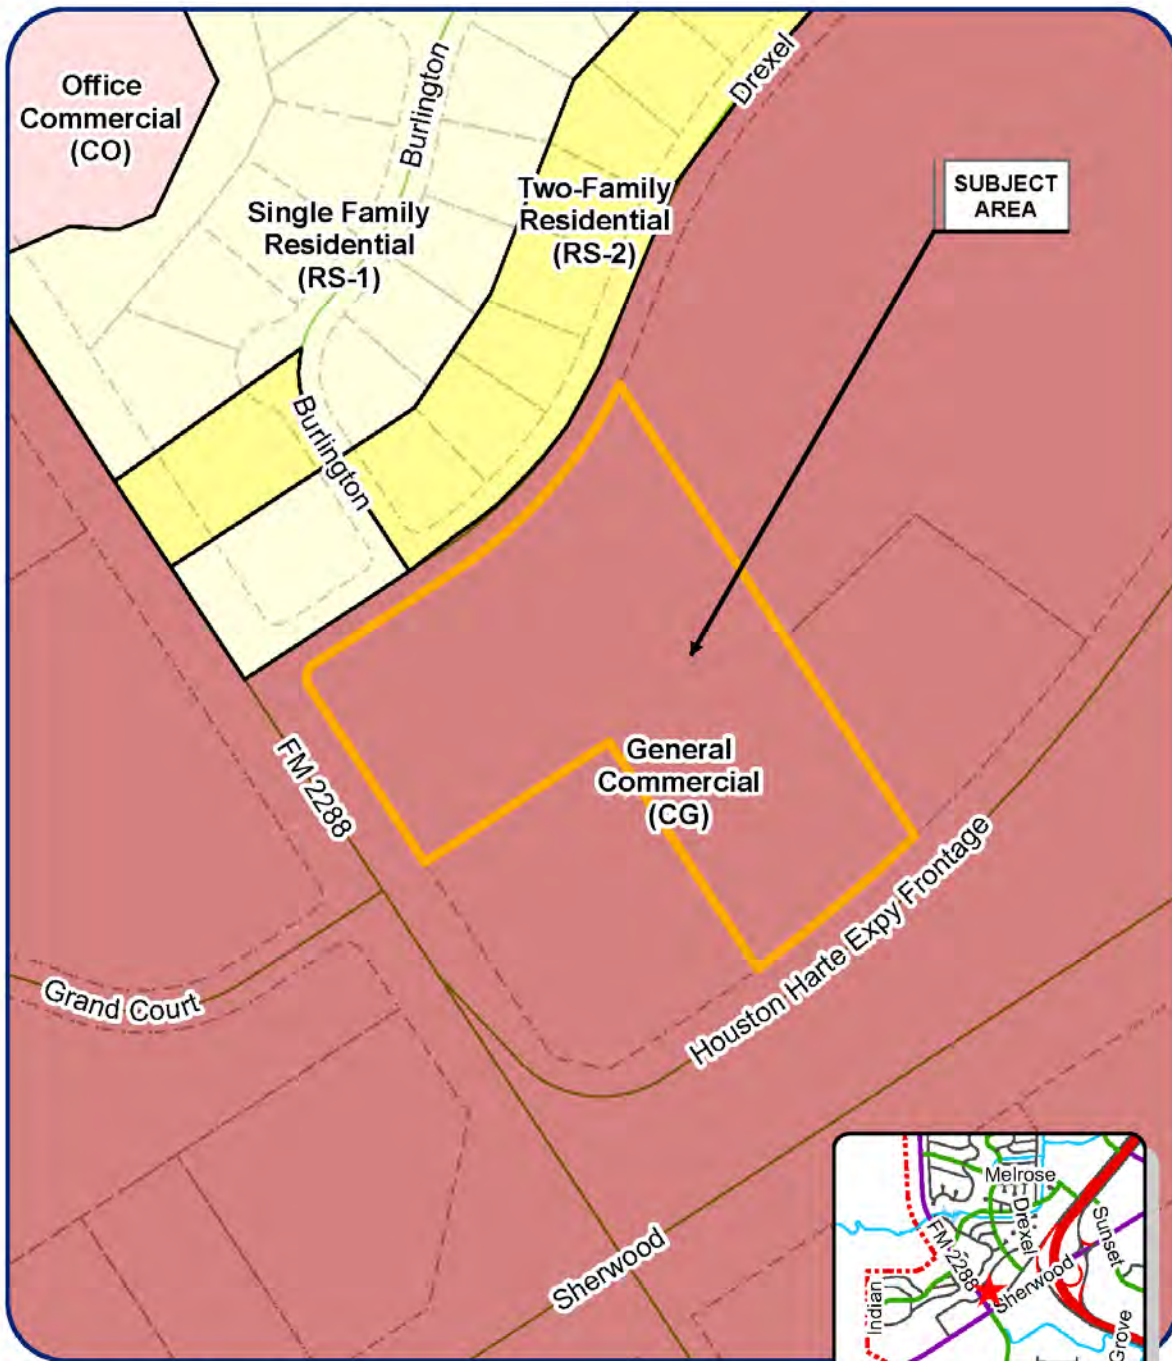 Office
Commercial
(CO)
Burlington
Drexel
Single Family
Residential
(RS-1)
Two-Family
Residential
(RS-2)
SUBJECT
AREA
Burlington
FM 2288
General
Commercial
(CG)
Houston Harte Expy Frontage
Grand Court
Sherwood
Melrose
Drexel
Sunset
FM 2288
Sherwood
Indian
Grove